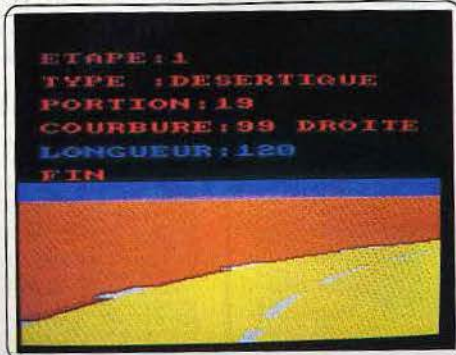 ETAPE:1
TYPE :DESERTIQUE
PORTION:19
COURBURE:99 DROITE
LONGUEUR:120
FIN